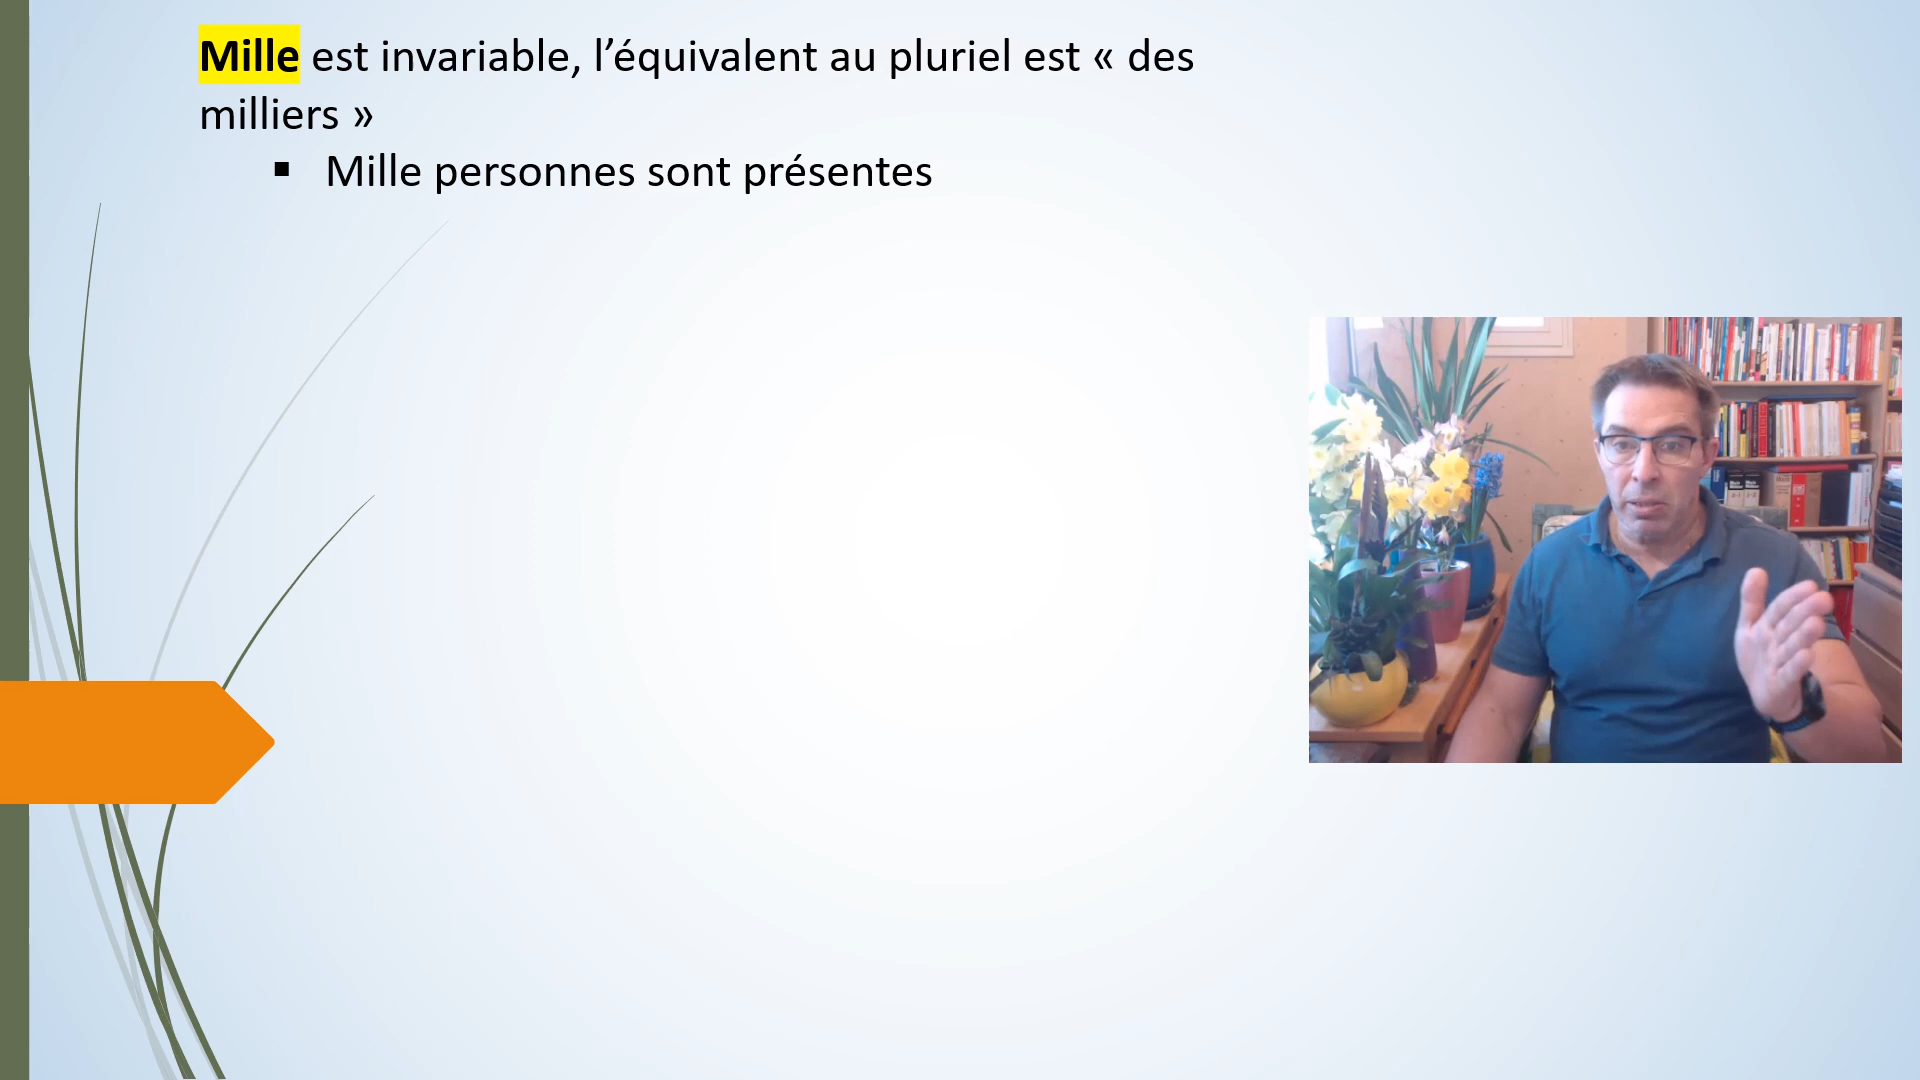 Mille est invariable, l’équivalent au pluriel est « des
milliers »
▪ Mille personnes sont présentes